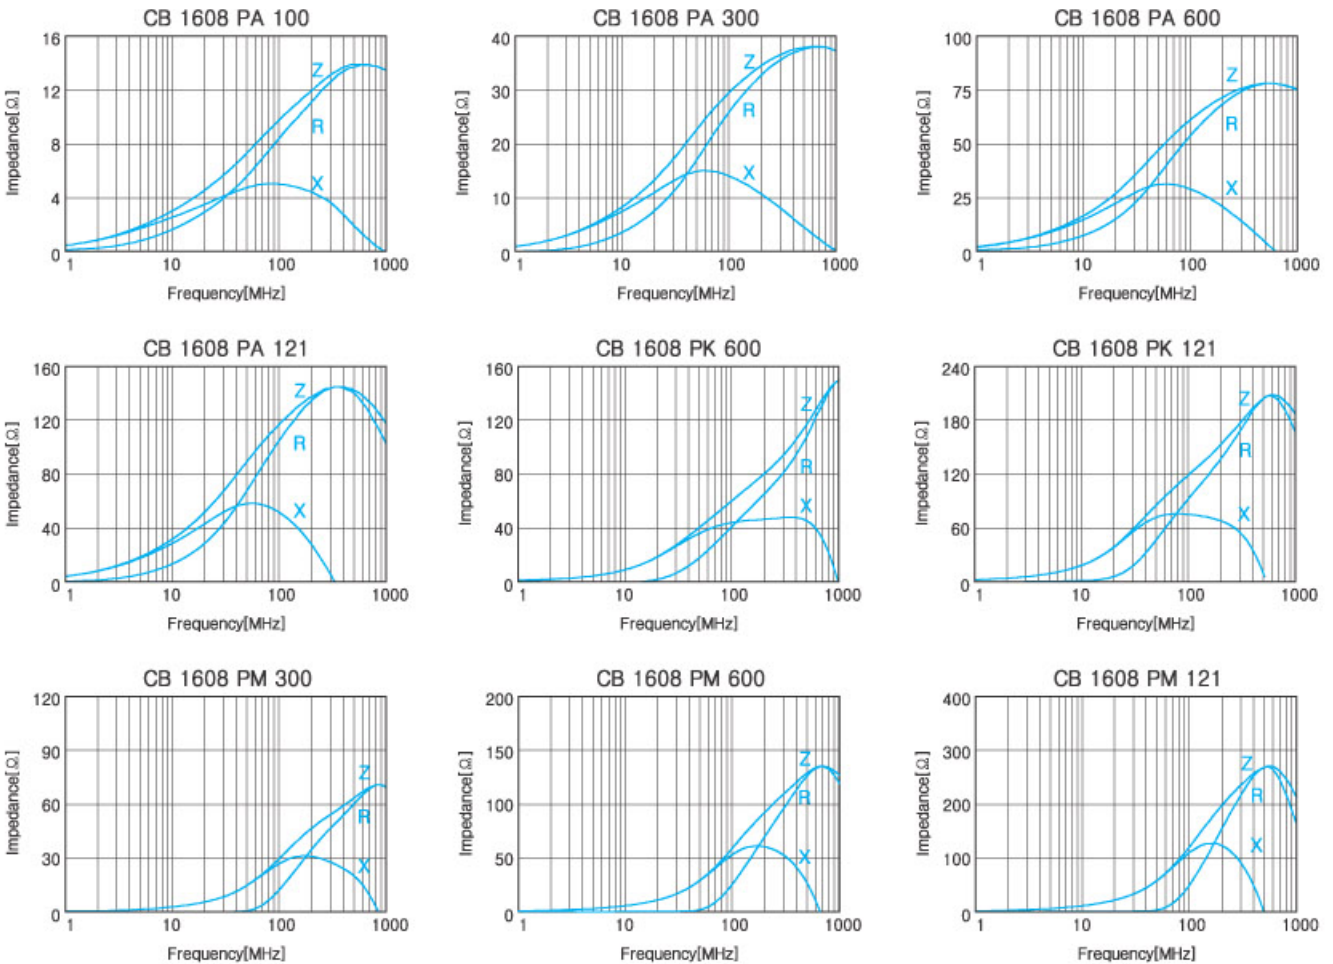 CB 1608 PA 100
CB 1608 PA 300
CB 1608 PA 600
16
12
8
4
0
Impedance[Ω]
Z
R
X
1 10 100 1000
Frequency[MHz]
40
30
20
10
0
Impedance[Ω]
Z
R
X
1 10 100 1000
Frequency[MHz]
100
75
50
25
0
Impedance[Ω]
Z
R
X
1 10 100 1000
Frequency[MHz]
CB 1608 PA 121
CB 1608 PK 600
CB 1608 PK 121
160
120
80
40
0
Impedance[Ω]
Z
R
X
1 10 100 1000
Frequency[MHz]
160
120
80
40
0
Impedance[Ω]
Z
R
X
1 10 100 1000
Frequency[MHz]
240
180
120
60
0
Impedance[Ω]
Z
R
X
1 10 100 1000
Frequency[MHz]
CB 1608 PM 300
CB 1608 PM 600
CB 1608 PM 121
120
90
60
30
0
Impedance[Ω]
Z
R
X
1 10 100 1000
Frequency[MHz]
200
150
100
50
0
Impedance[Ω]
Z
R
X
1 10 100 1000
Frequency[MHz]
400
300
200
100
0
Impedance[Ω]
Z
R
X
1 10 100 1000
Frequency[MHz]